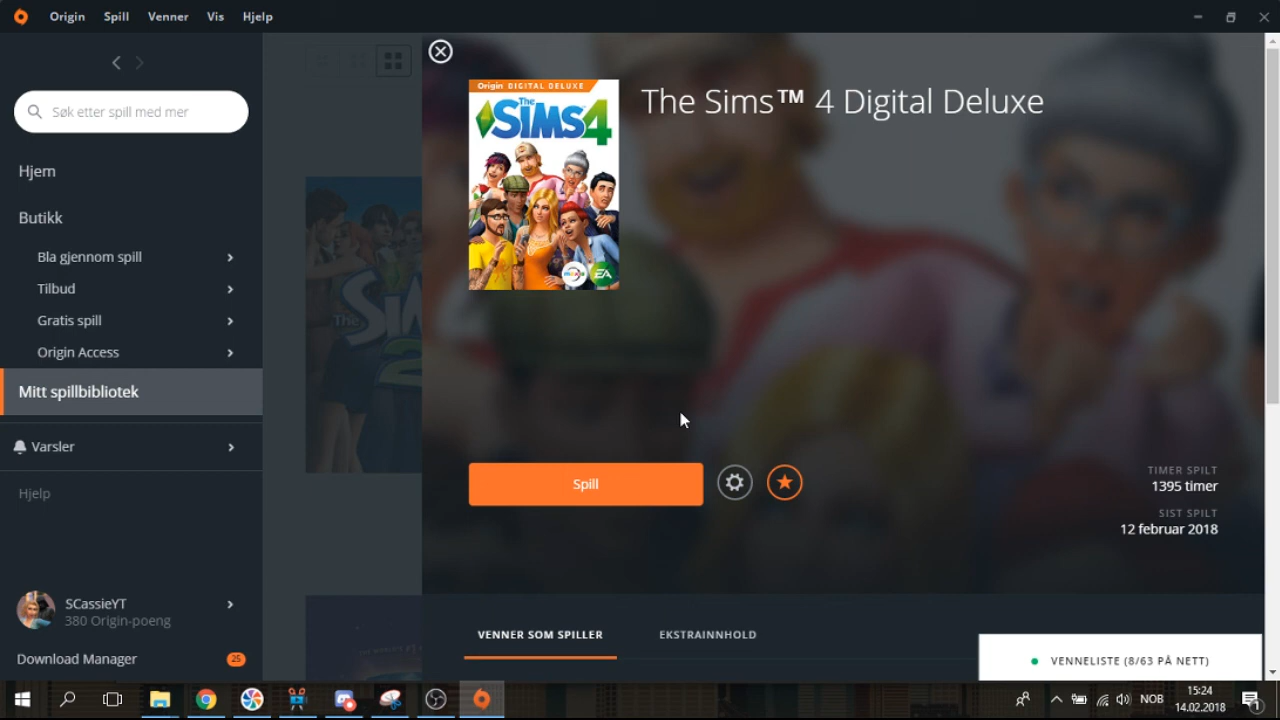 Origin Spill Venner Vis Hjelp
Søk etter spill med mer
Hjem
Butikk
Bla gjennom spill
Tilbud
Gratis spill
Origin Access
Mitt spillbibliotek
Varsler
Hjelp
SCassieYT
380 Origin-poeng
Download Manager 25
Origin DIGITAL DELUXE
The SIMS 4
EA
The Sims™ 4 Digital Deluxe
The
Spill
TIMER SPILT
1395 timer
SIST SPILT
12 februar 2018
VENNER SOM SPILLER
EKSTRAINNHOLD
VENNELISTE (8/63 PÅ NETT)
NOB
15:24
14.02.2018
1